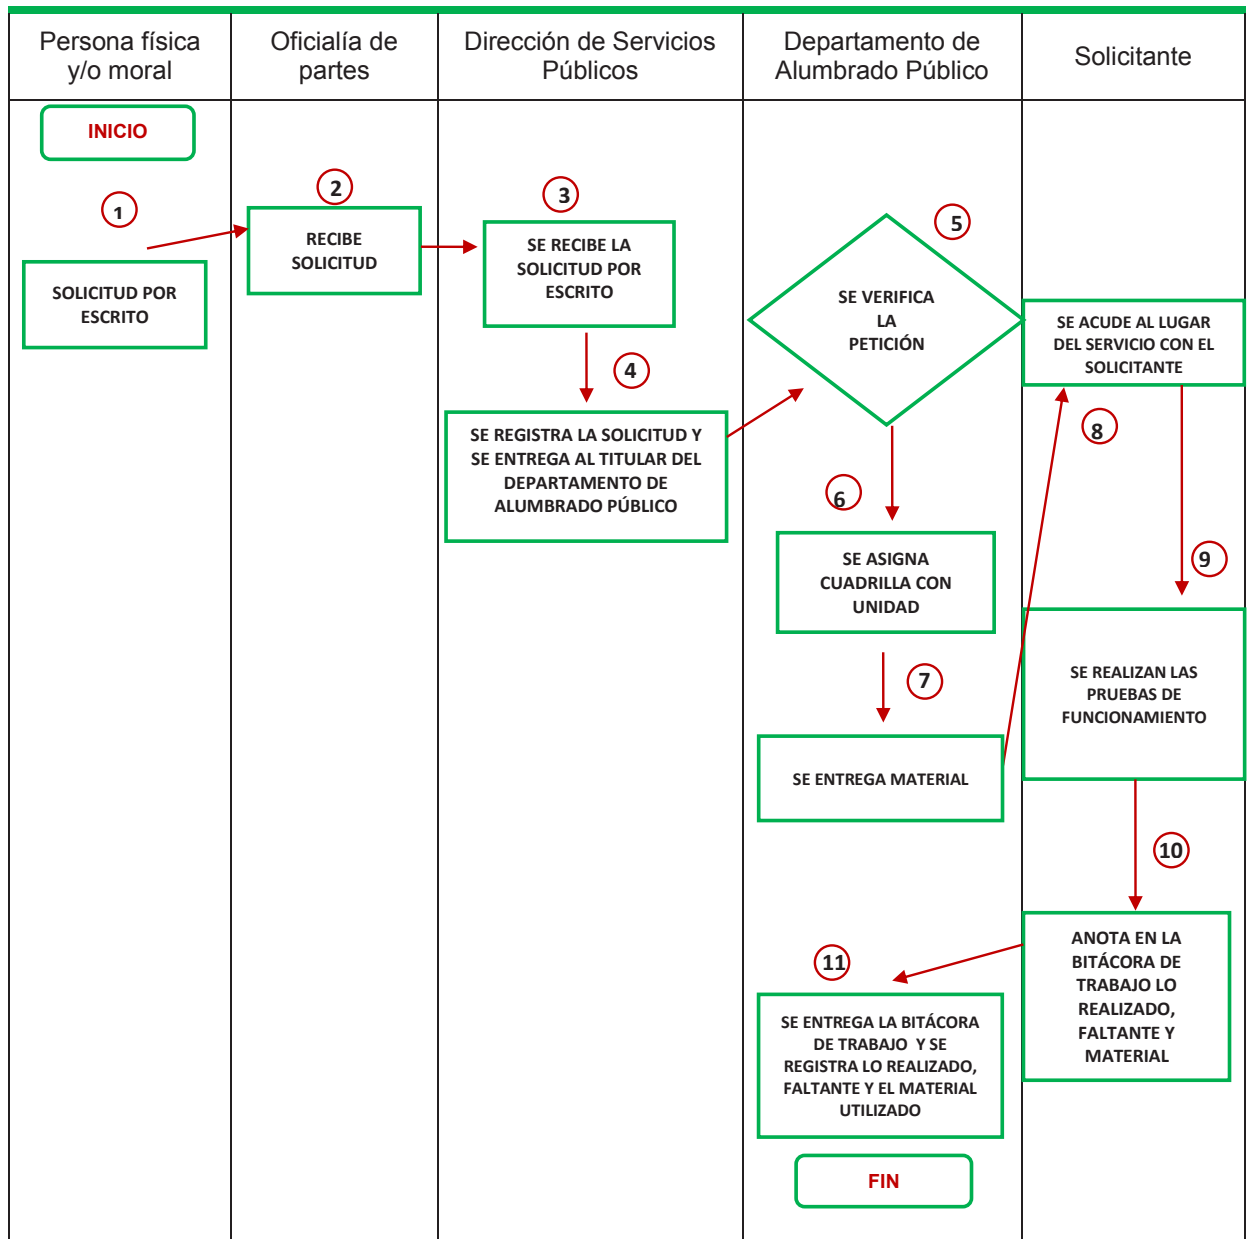 Persona física
y/o moral
Oficialía de
partes
Dirección de Servicios
Públicos
Departamento de
Alumbrado Público
Solicitante
INICIO
1
SOLICITUD POR
ESCRITO
2
RECIBE
SOLICITUD
3
SE RECIBE LA
SOLICITUD POR
ESCRITO
4
SE REGISTRA LA SOLICITUD Y
SE ENTREGA AL TITULAR DEL
DEPARTAMENTO DE
ALUMBRADO PÚBLICO
5
SE VERIFICA
LA
PETICIÓN
6
SE ASIGNA
CUADRILLA CON
UNIDAD
7
SE ENTREGA MATERIAL
8
SE ACUDE AL LUGAR
DEL SERVICIO CON EL
SOLICITANTE
9
SE REALIZAN LAS
PRUEBAS DE
FUNCIONAMIENTO
10
ANOTA EN LA
BITÁCORA DE
TRABAJO LO
REALIZADO,
FALTANTE Y
MATERIAL
11
SE ENTREGA LA BITÁCORA
DE TRABAJO  Y SE
REGISTRA LO REALIZADO,
FALTANTE Y EL MATERIAL
UTILIZADO
FIN